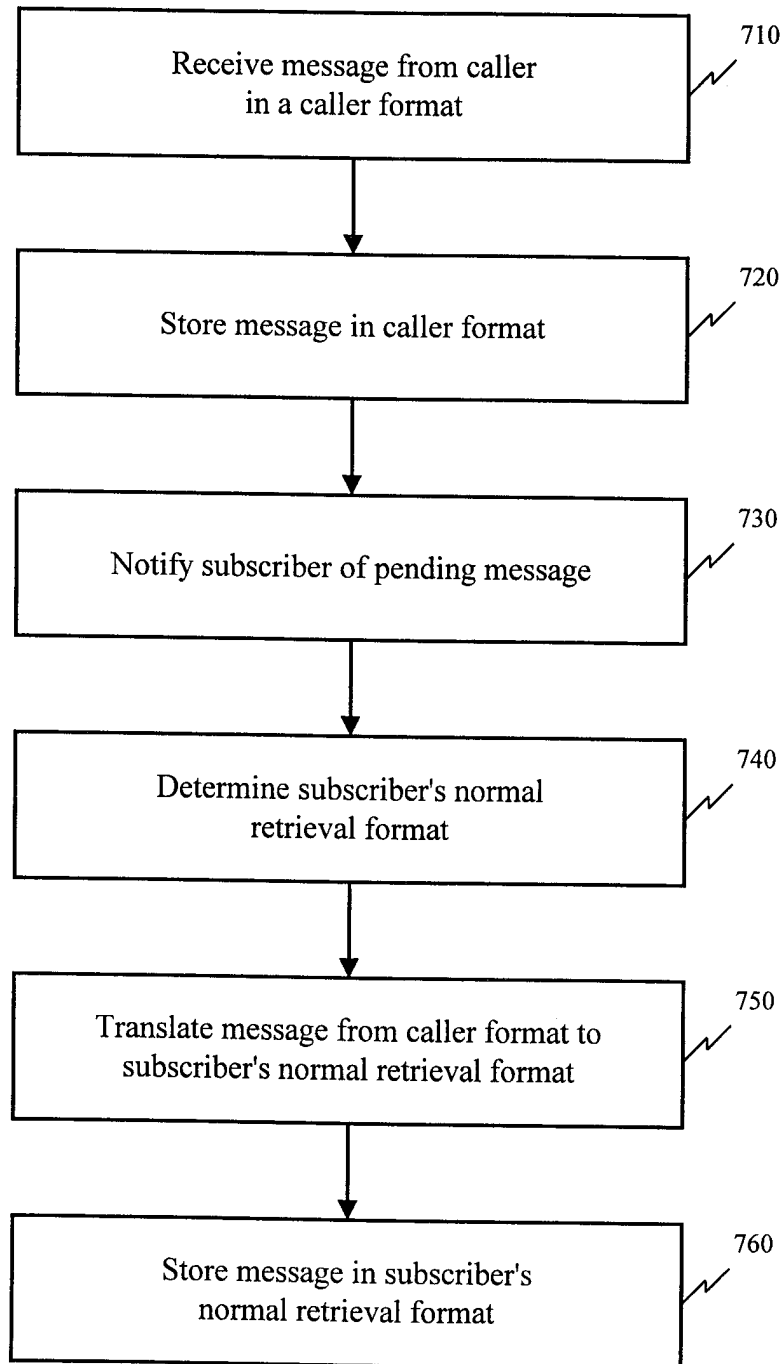 710
Receive message from caller
in a caller format
720
Store message in caller format
730
Notify subscriber of pending message
740
Determine subscriber's normal
retrieval format
750
Translate message from caller format to
subscriber's normal retrieval format
760
Store message in subscriber's
normal retrieval format